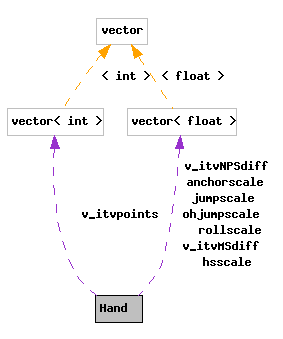 vector
< int >
< float >
vector< int >
vector< float >
v_itvNPSdiff
anchorscale
jumpscale
v_itvpoints
ohjumpscale
rollscale
v_itvMSdiff
hsscale
Hand